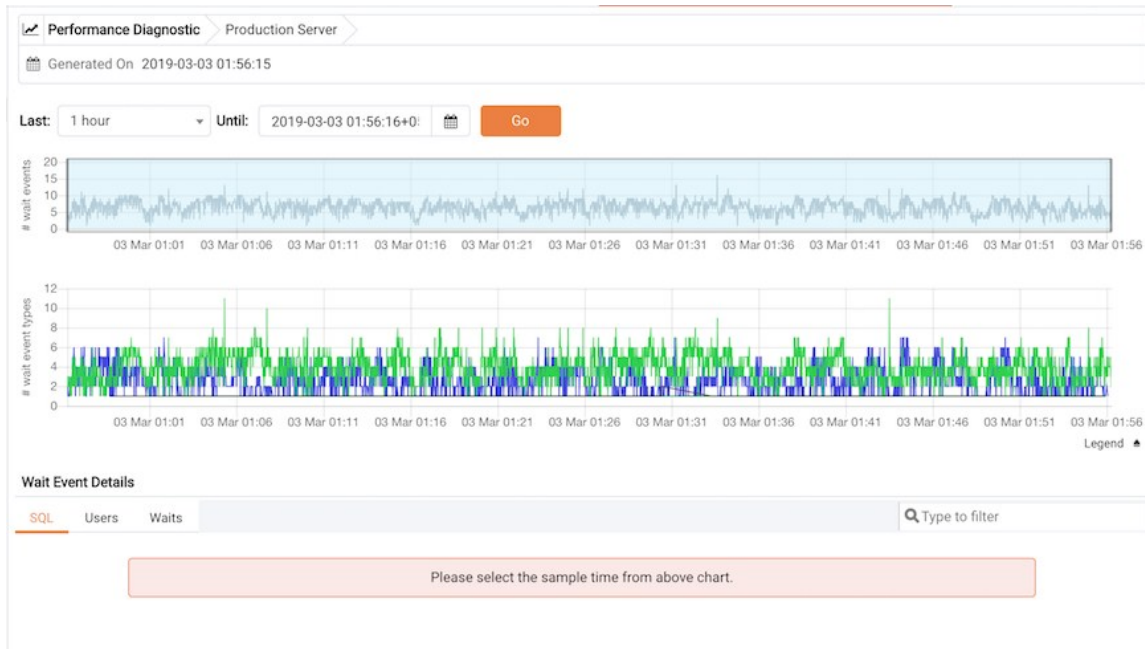 Performance Diagnostic Production Server
Generated On 2019-03-03 01:56:15
Last: 1 hour Until: 2019-03-03 01:56:16+0 Go
# wait events
20
15
10
5
0
03 Mar 01:01 03 Mar 01:06 03 Mar 01:11 03 Mar 01:16 03 Mar 01:21 03 Mar 01:26 03 Mar 01:31 03 Mar 01:36 03 Mar 01:41 03 Mar 01:46 03 Mar 01:51 03 Mar 01:56
# wait event types
12
10
8
6
4
2
0
03 Mar 01:01 03 Mar 01:06 03 Mar 01:11 03 Mar 01:16 03 Mar 01:21 03 Mar 01:26 03 Mar 01:31 03 Mar 01:36 03 Mar 01:41 03 Mar 01:46 03 Mar 01:51 03 Mar 01:56
Legend
Wait Event Details
SQL Users Waits Type to filter
Please select the sample time from above chart.